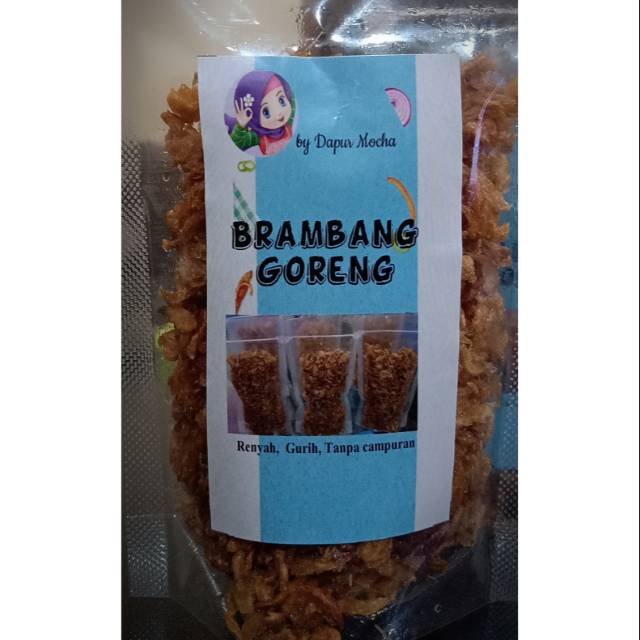 by Dapur Mocha
BRAMBANG
GORENG
Renyah, Gurih, Tanpa campuran